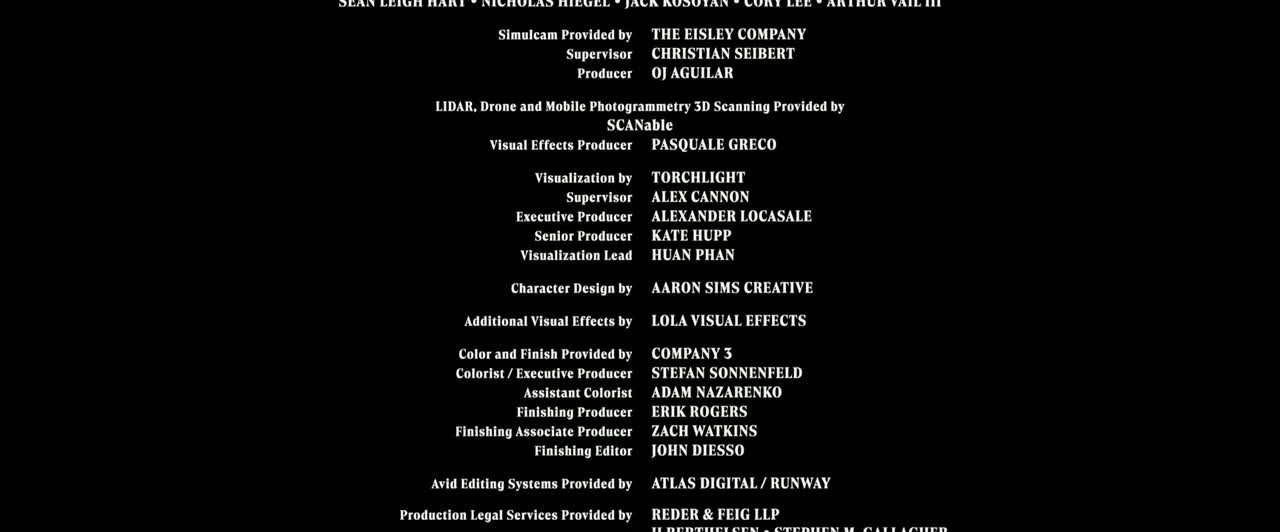 SEAN LEIGH HART • NICHOLAS HIEGEL • JACK KOSOYAN • CORY LEE • ARTHUR VAIL III
Simulcam Provided by THE EISLEY COMPANY
Supervisor CHRISTIAN SEIBERT
Producer OJ AGUILAR
LIDAR, Drone and Mobile Photogrammetry 3D Scanning Provided by
SCANable
Visual Effects Producer PASQUALE GRECO
Visualization by TORCHLIGHT
Supervisor ALEX CANNON
Executive Producer ALEXANDER LOCASALE
Senior Producer KATE HUPP
Visualization Lead HUAN PHAN
Character Design by AARON SIMS CREATIVE
Additional Visual Effects by LOLA VISUAL EFFECTS
Color and Finish Provided by COMPANY 3
Colorist / Executive Producer STEFAN SONNENFELD
Assistant Colorist ADAM NAZARENKO
Finishing Producer ERIK ROGERS
Finishing Associate Producer ZACH WATKINS
Finishing Editor JOHN DIESSO
Avid Editing Systems Provided by ATLAS DIGITAL / RUNWAY
Production Legal Services Provided by REDER & FEIG LLP
BERTHELSEN • STEPHEN M. GALLAGHER